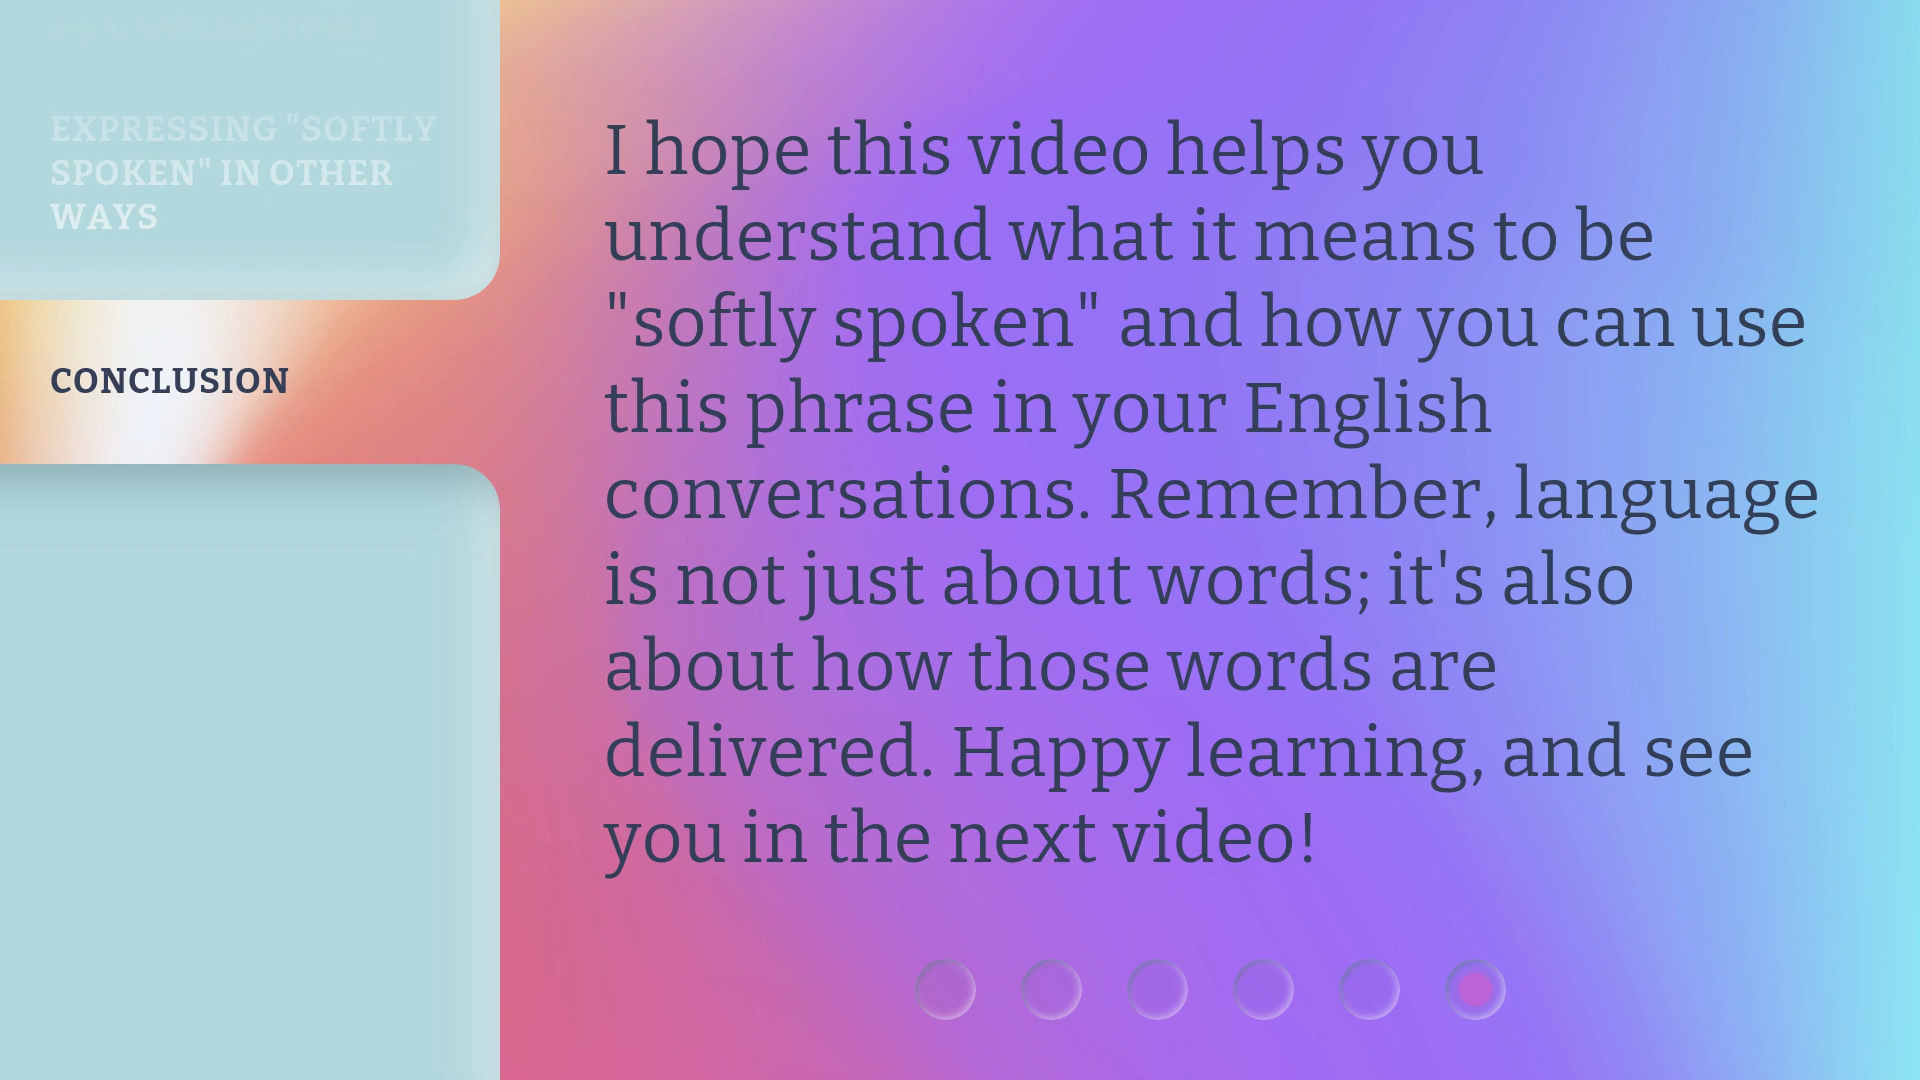 EXPRESSING "SOFTLY
SPOKEN" IN OTHER
WAYS
CONCLUSION
I hope this video helps you
understand what it means to be
"softly spoken" and how you can use
this phrase in your English
conversations. Remember, language
is not just about words; it's also
about how those words are
delivered. Happy learning, and see
you in the next video!